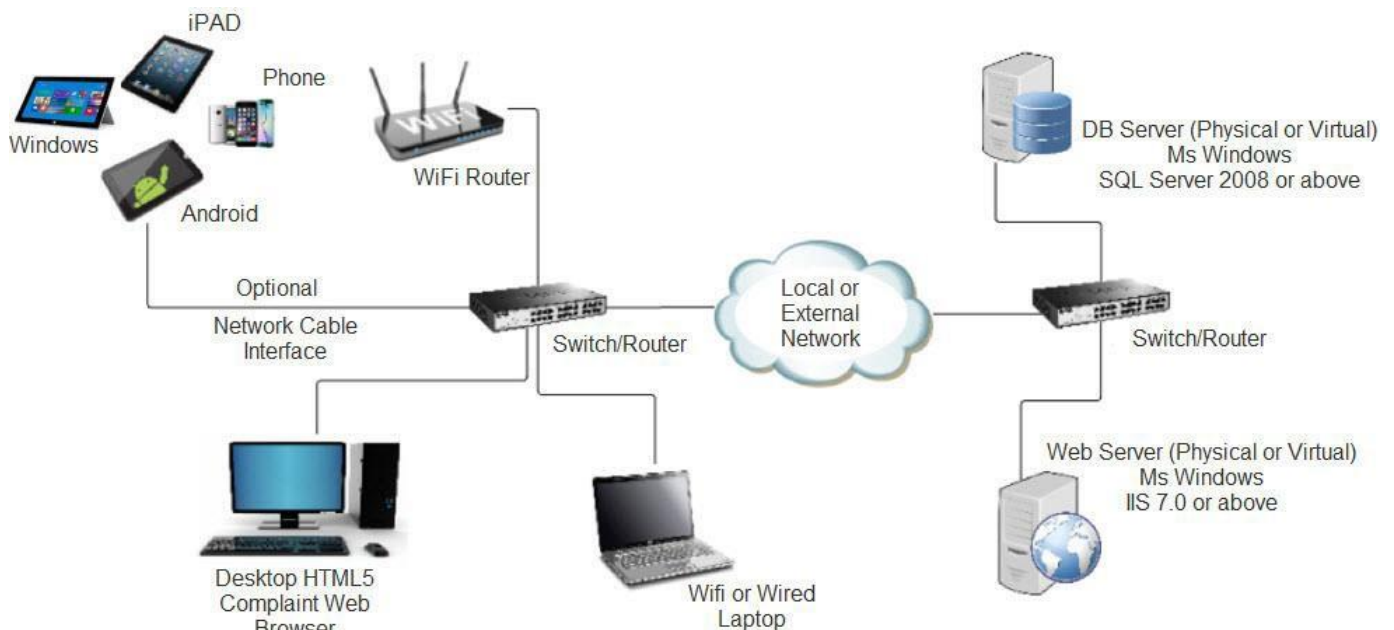 iPAD
Phone
Windows
Android
WiFi
WiFi Router
Optional
Network Cable
Interface
Switch/Router
Local or
External
Network
DB Server (Physical or Virtual)
Ms Windows
SQL Server 2008 or above
Switch/Router
Web Server (Physical or Virtual)
Ms Windows
IIS 7.0 or above
Desktop HTML5
Complaint Web
Browser
Wifi or Wired
Laptop